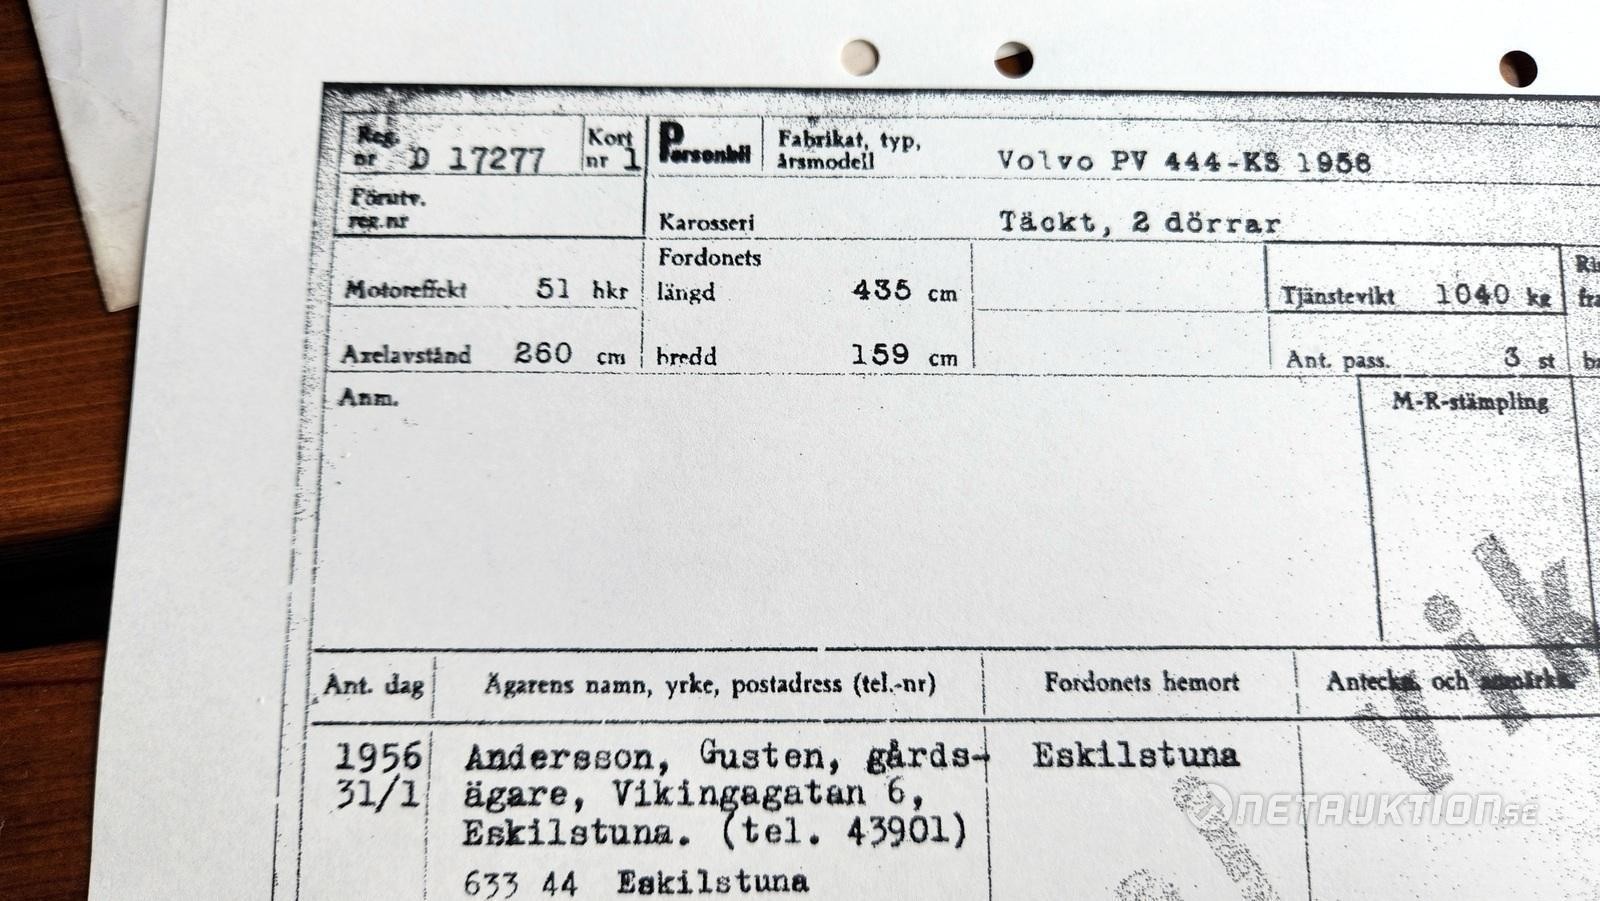 Reg. nr D 17277 Kort nr 1 Personbil Fabrikat, typ, årsmodell Volvo PV 444-KS 1956
Förutv. reg. nr
Karosseri Täckt, 2 dörrar
Motoreffekt 51 hkr Fordonets längd 435 cm Tjänstevikt 1040 kg
Axelavstånd 260 cm bredd 159 cm Ant. pass. 3 st
Anm. M-R-stämpling
Ant. dag Ägarens namn, yrke, postadress (tel.-nr) Fordonets hemort Anteckn. och anmärkn.
1956 Andersson, Gusten, gårds- Eskilstuna
31/1 ägare, Vikingagatan 6,
Eskilstuna. (tel. 43901)
633 44 Eskilstuna
NETAUKTION.SE